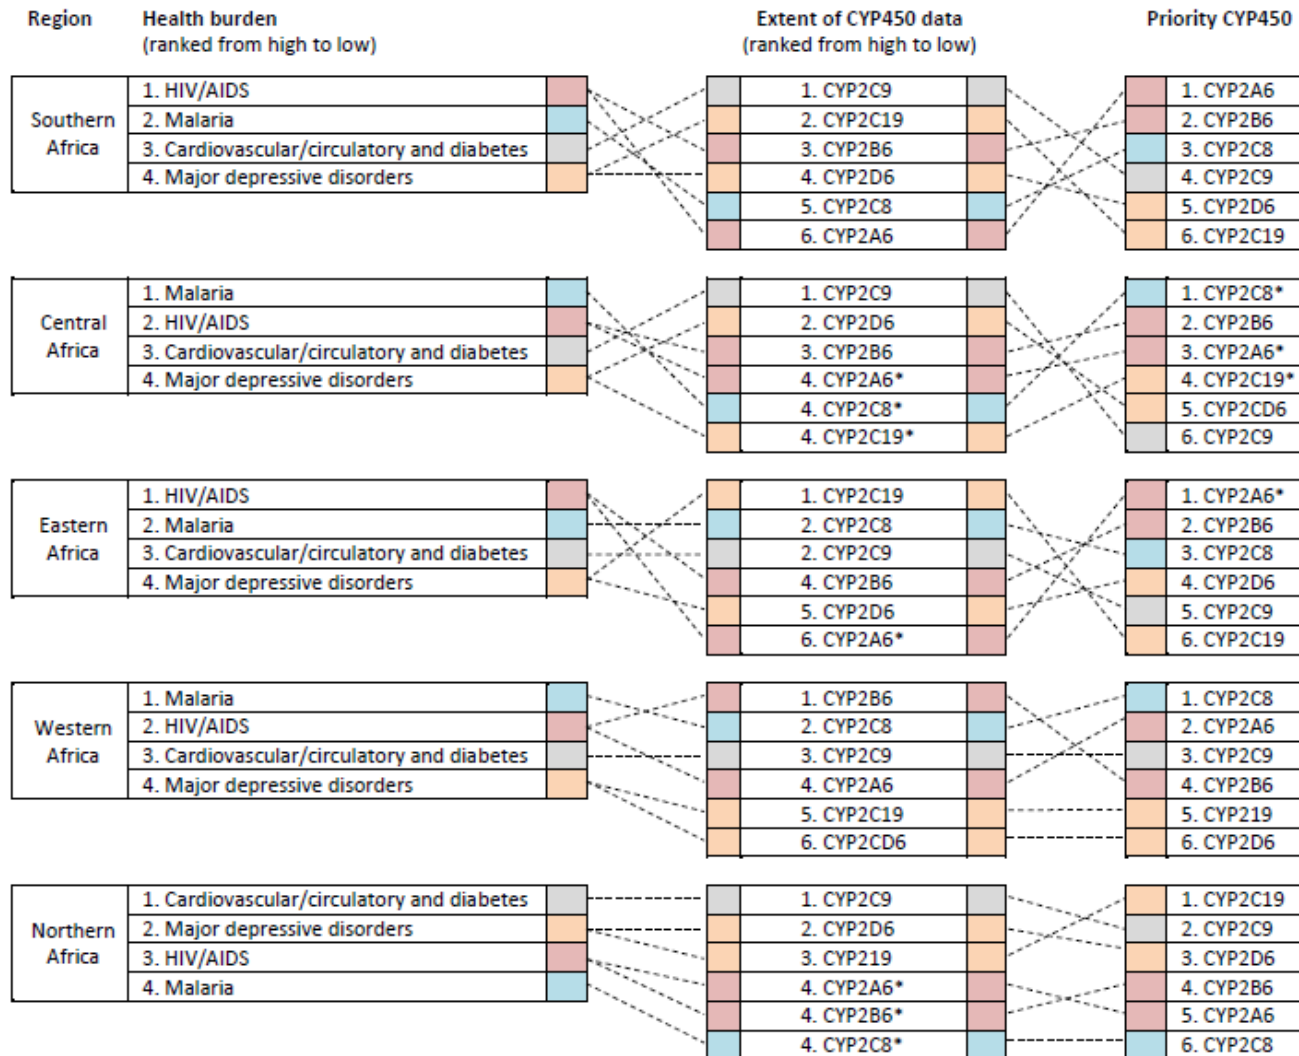 Region Health burden Extent of CYP450 data Priority CYP450
(ranked from high to low) (ranked from high to low)
1. HIV/AIDS 1. CYP2C9 1. CYP2A6
Southern 2. Malaria 2. CYP2C19 2. CYP2B6
Africa 3. Cardiovascular/circulatory and diabetes 3. CYP2B6 3. CYP2C8
4. Major depressive disorders 4. CYP2D6 4. CYP2C9
5. CYP2C8 5. CYP2D6
6. CYP2A6 6. CYP2C19
1. Malaria 1. CYP2C9 1. CYP2C8*
Central 2. HIV/AIDS 2. CYP2D6 2. CYP2B6
Africa 3. Cardiovascular/circulatory and diabetes 3. CYP2B6 3. CYP2A6*
4. Major depressive disorders 4. CYP2A6* 4. CYP2C19*
4. CYP2C8* 5. CYP2CD6
4. CYP2C19* 6. CYP2C9
1. HIV/AIDS 1. CYP2C19 1. CYP2A6*
Eastern 2. Malaria 2. CYP2C8 2. CYP2B6
Africa 3. Cardiovascular/circulatory and diabetes 2. CYP2C9 3. CYP2C8
4. Major depressive disorders 4. CYP2B6 4. CYP2D6
5. CYP2D6 5. CYP2C9
6. CYP2A6* 6. CYP2C19
1. Malaria 1. CYP2B6 1. CYP2C8
Western 2. HIV/AIDS 2. CYP2C8 2. CYP2A6
Africa 3. Cardiovascular/circulatory and diabetes 3. CYP2C9 3. CYP2C9
4. Major depressive disorders 4. CYP2A6 4. CYP2B6
5. CYP2C19 5. CYP219
6. CYP2CD6 6. CYP2D6
1. Cardiovascular/circulatory and diabetes 1. CYP2C9 1. CYP2C19
Northern 2. Major depressive disorders 2. CYP2D6 2. CYP2C9
Africa 3. HIV/AIDS 3. CYP219 3. CYP2D6
4. Malaria 4. CYP2A6* 4. CYP2B6
4. CYP2B6* 5. CYP2A6
4. CYP2C8* 6. CYP2C8